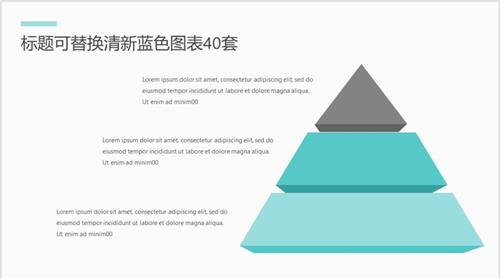 标题可替换清新蓝色图表40套
Lorem ipsum dolor sit amet, consectetur adipiscing elit, sed do
eiusmod tempor incididunt ut labore et dolore magna aliqua.
Ut enim ad minim00
Lorem ipsum dolor sit amet, consectetur adipiscing elit, sed do
eiusmod tempor incididunt ut labore et dolore magna aliqua.
Ut enim ad minim00
Lorem ipsum dolor sit amet, consectetur adipiscing elit, sed do
eiusmod tempor incididunt ut labore et dolore magna aliqua.
Ut enim ad minim00